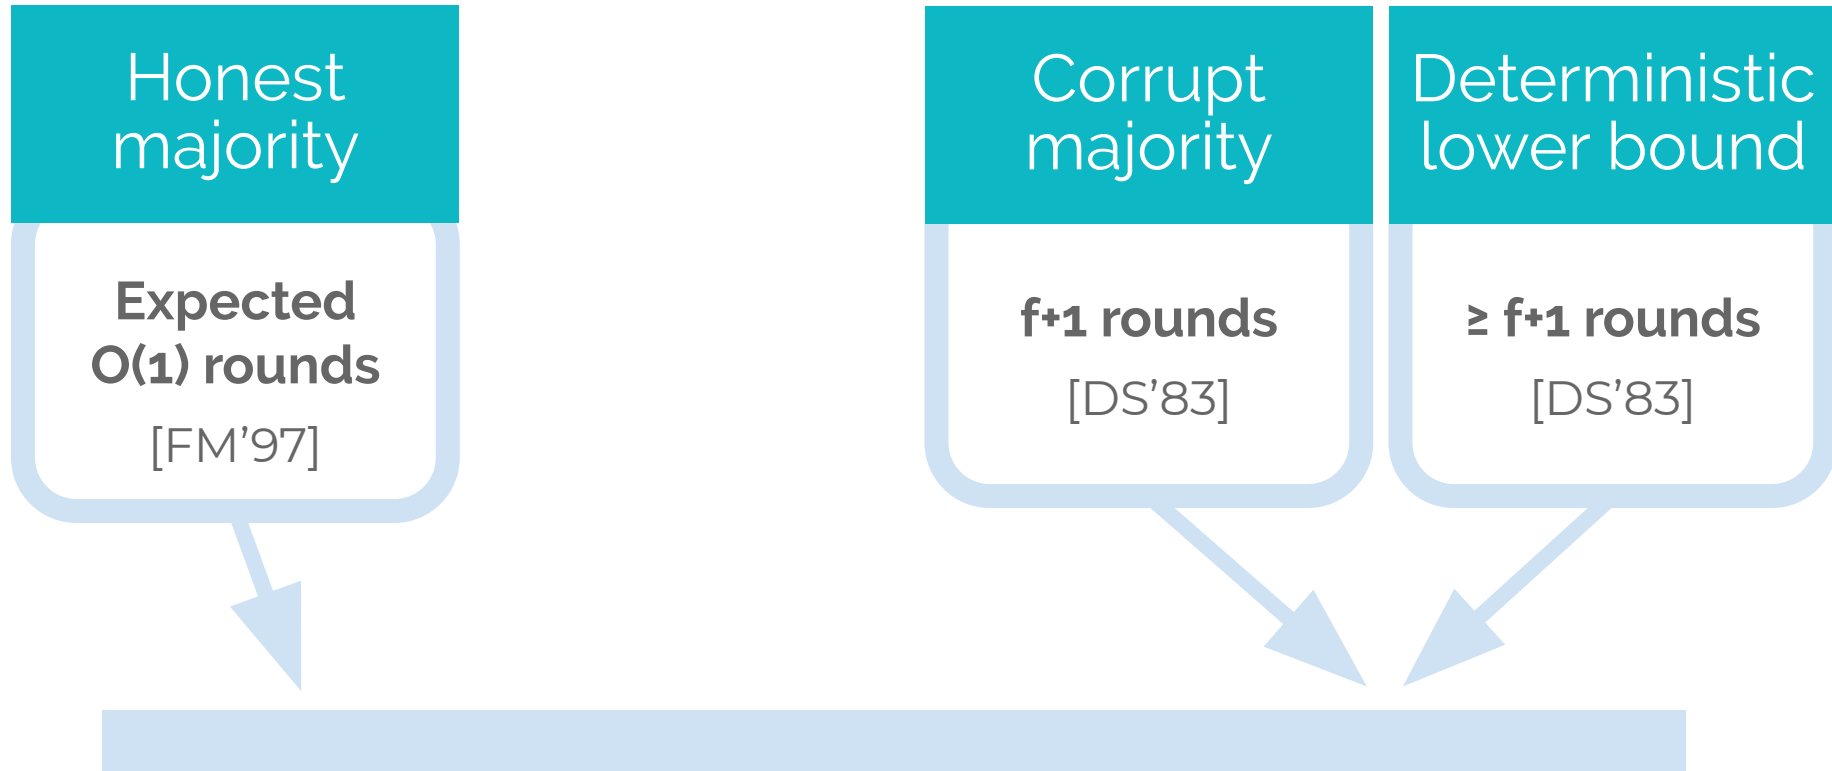 Honest
majority
Expected
O(1) rounds
[FM’97]
Corrupt
majority
f+1 rounds
[DS’83]
Deterministic
lower bound
≥ f+1 rounds
[DS’83]